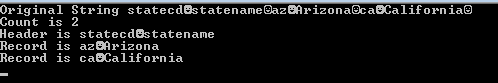 Original String statecd☻statename☺az☻Arizona☺ca☻California☺
Count is 2
Header is statecd☻statename
Record is az☻Arizona
Record is ca☻California